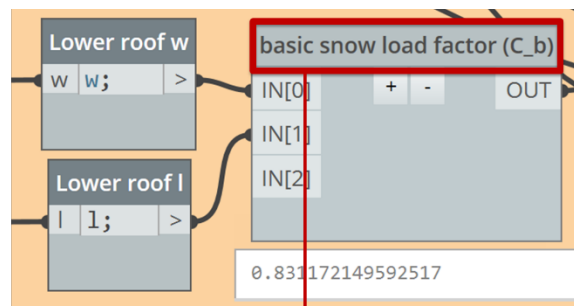 Lower roof w
w w; >
Lower roof l
l l; >
basic snow load factor (C_b)
IN[0] + - OUT
IN[1]
IN[2]
0.831172149592517